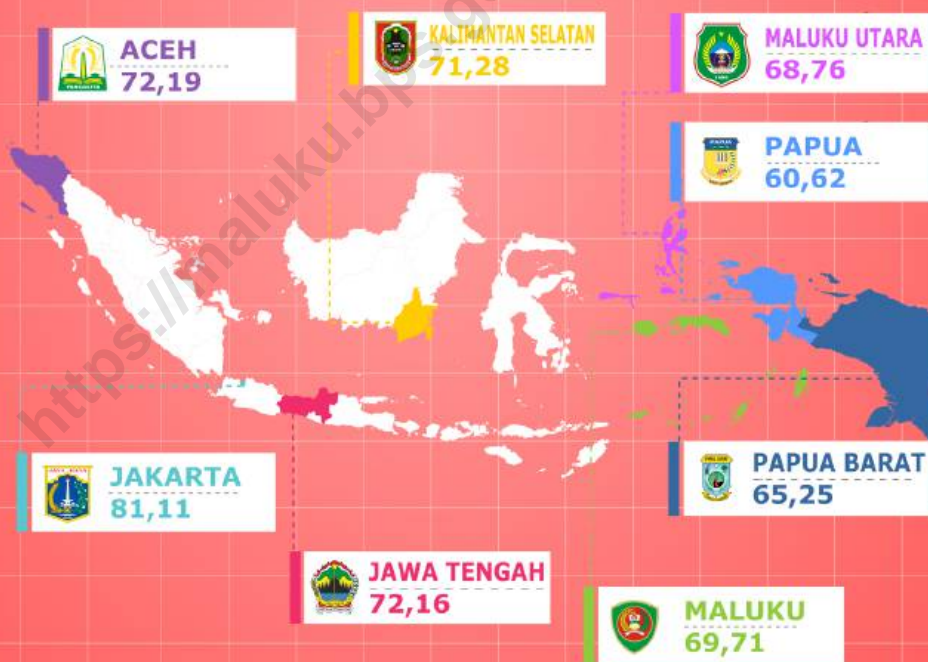 ACEH
72,19
KALIMANTAN SELATAN
71,28
MALUKU UTARA
68,76
PAPUA
60,62
JAKARTA
81,11
PAPUA BARAT
65,25
JAWA TENGAH
72,16
MALUKU
69,71
https://maluku.bps.go